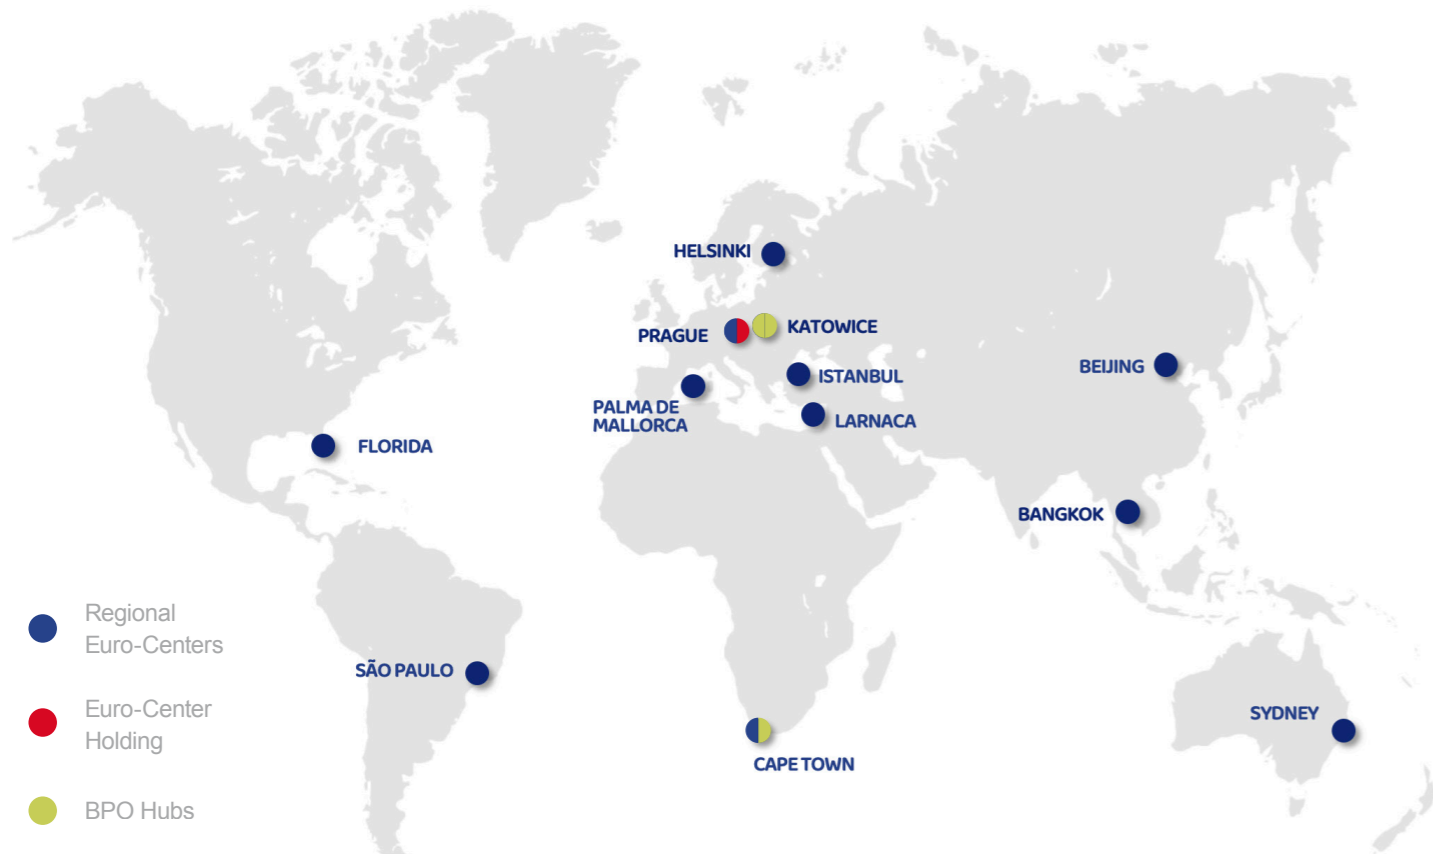 HELSINKI
PRAGUE
KATOWICE
ISTANBUL
BEIJING
PALMA DE
MALLORCA
LARNACA
FLORIDA
BANGKOK
Regional
Euro-Centers
SÃO PAULO
Euro-Center
Holding
SYDNEY
CAPE TOWN
BPO Hubs